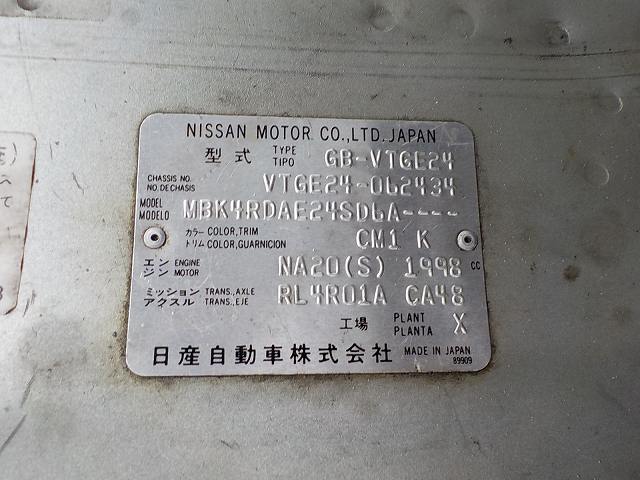 NISSAN MOTOR CO.,LTD.JAPAN
型式 TYPE TIPO GB-VTGE24
CHASSIS NO. NO.DECHASIS VTGE24-062434
MODEL MODELO MBK4RDAE24SD6A----
カラー COLOR,TRIM
トリム COLOR,GUARNICION CM1 K
エンジン ENGINE MOTOR NA20(S) 1998 CC
ミッション TRANS.,AXLE
アクスル TRANS.,EJE RL4R01A CA48
工場 PLANT PLANTA X
日産自動車株式会社 MADE IN JAPAN
89909